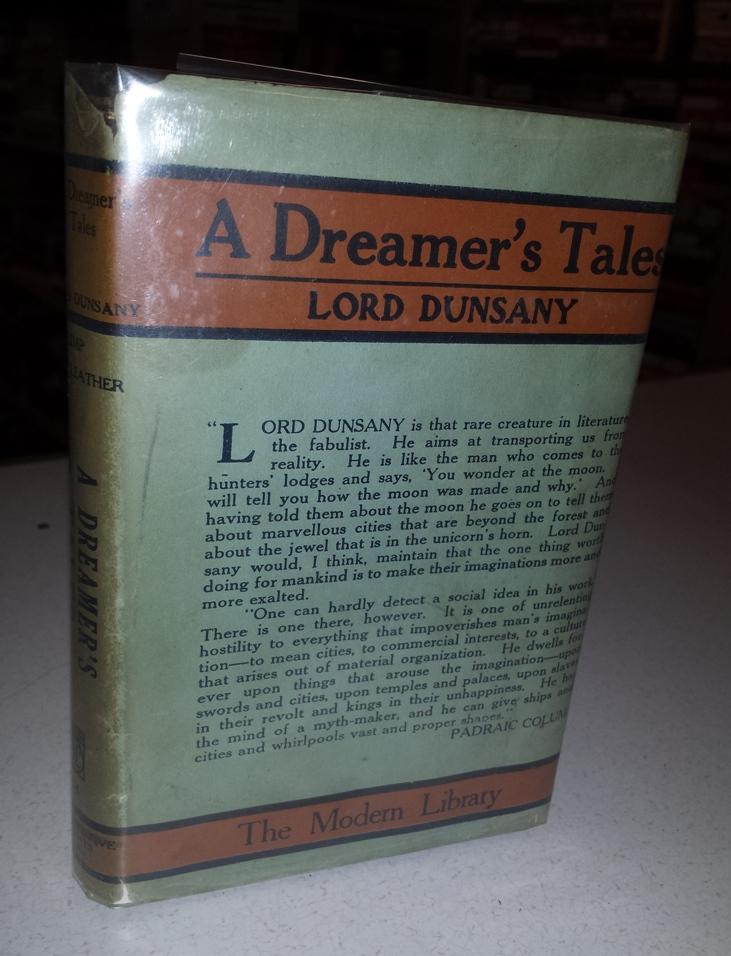 Dreamer's
Tales
DUNSANY
LEATHER
A DREAMER'S
A Dreamer's Tales
LORD DUNSANY
"LORD DUNSANY is that rare creature in literature
the fabulist. He aims at transporting us from
reality. He is like the man who comes to the
hunters' lodges and says, 'You wonder at the moon.
will tell you how the moon was made and why.' And
having told them about the moon he goes on to tell them
about marvellous cities that are beyond the forest and
about the jewel that is in the unicorn's horn. Lord Dun-
sany would, I think, maintain that the one thing worth
doing for mankind is to make their imaginations more and
more exalted.
"One can hardly detect a social idea in his work.
There is one there, however. It is one of unrelenting
hostility to everything that impoverishes man's imagina-
tion—to mean cities, to commercial interests, to a culture
that arises out of material organization. He dwells for
ever upon things that arouse the imagination—upon
swords and cities, upon temples and palaces, upon slaves
in their revolt and kings in their unhappiness. He has
the mind of a myth-maker, and he can give ships and
cities and whirlpools vast and proper shapes."
PADRAIC COLUM
The Modern Library